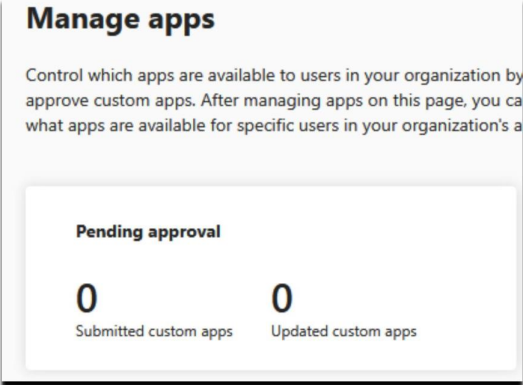 Manage apps
Control which apps are available to users in your organization by
approve custom apps. After managing apps on this page, you ca
what apps are available for specific users in your organization's a
Pending approval
0 0
Submitted custom apps Updated custom apps